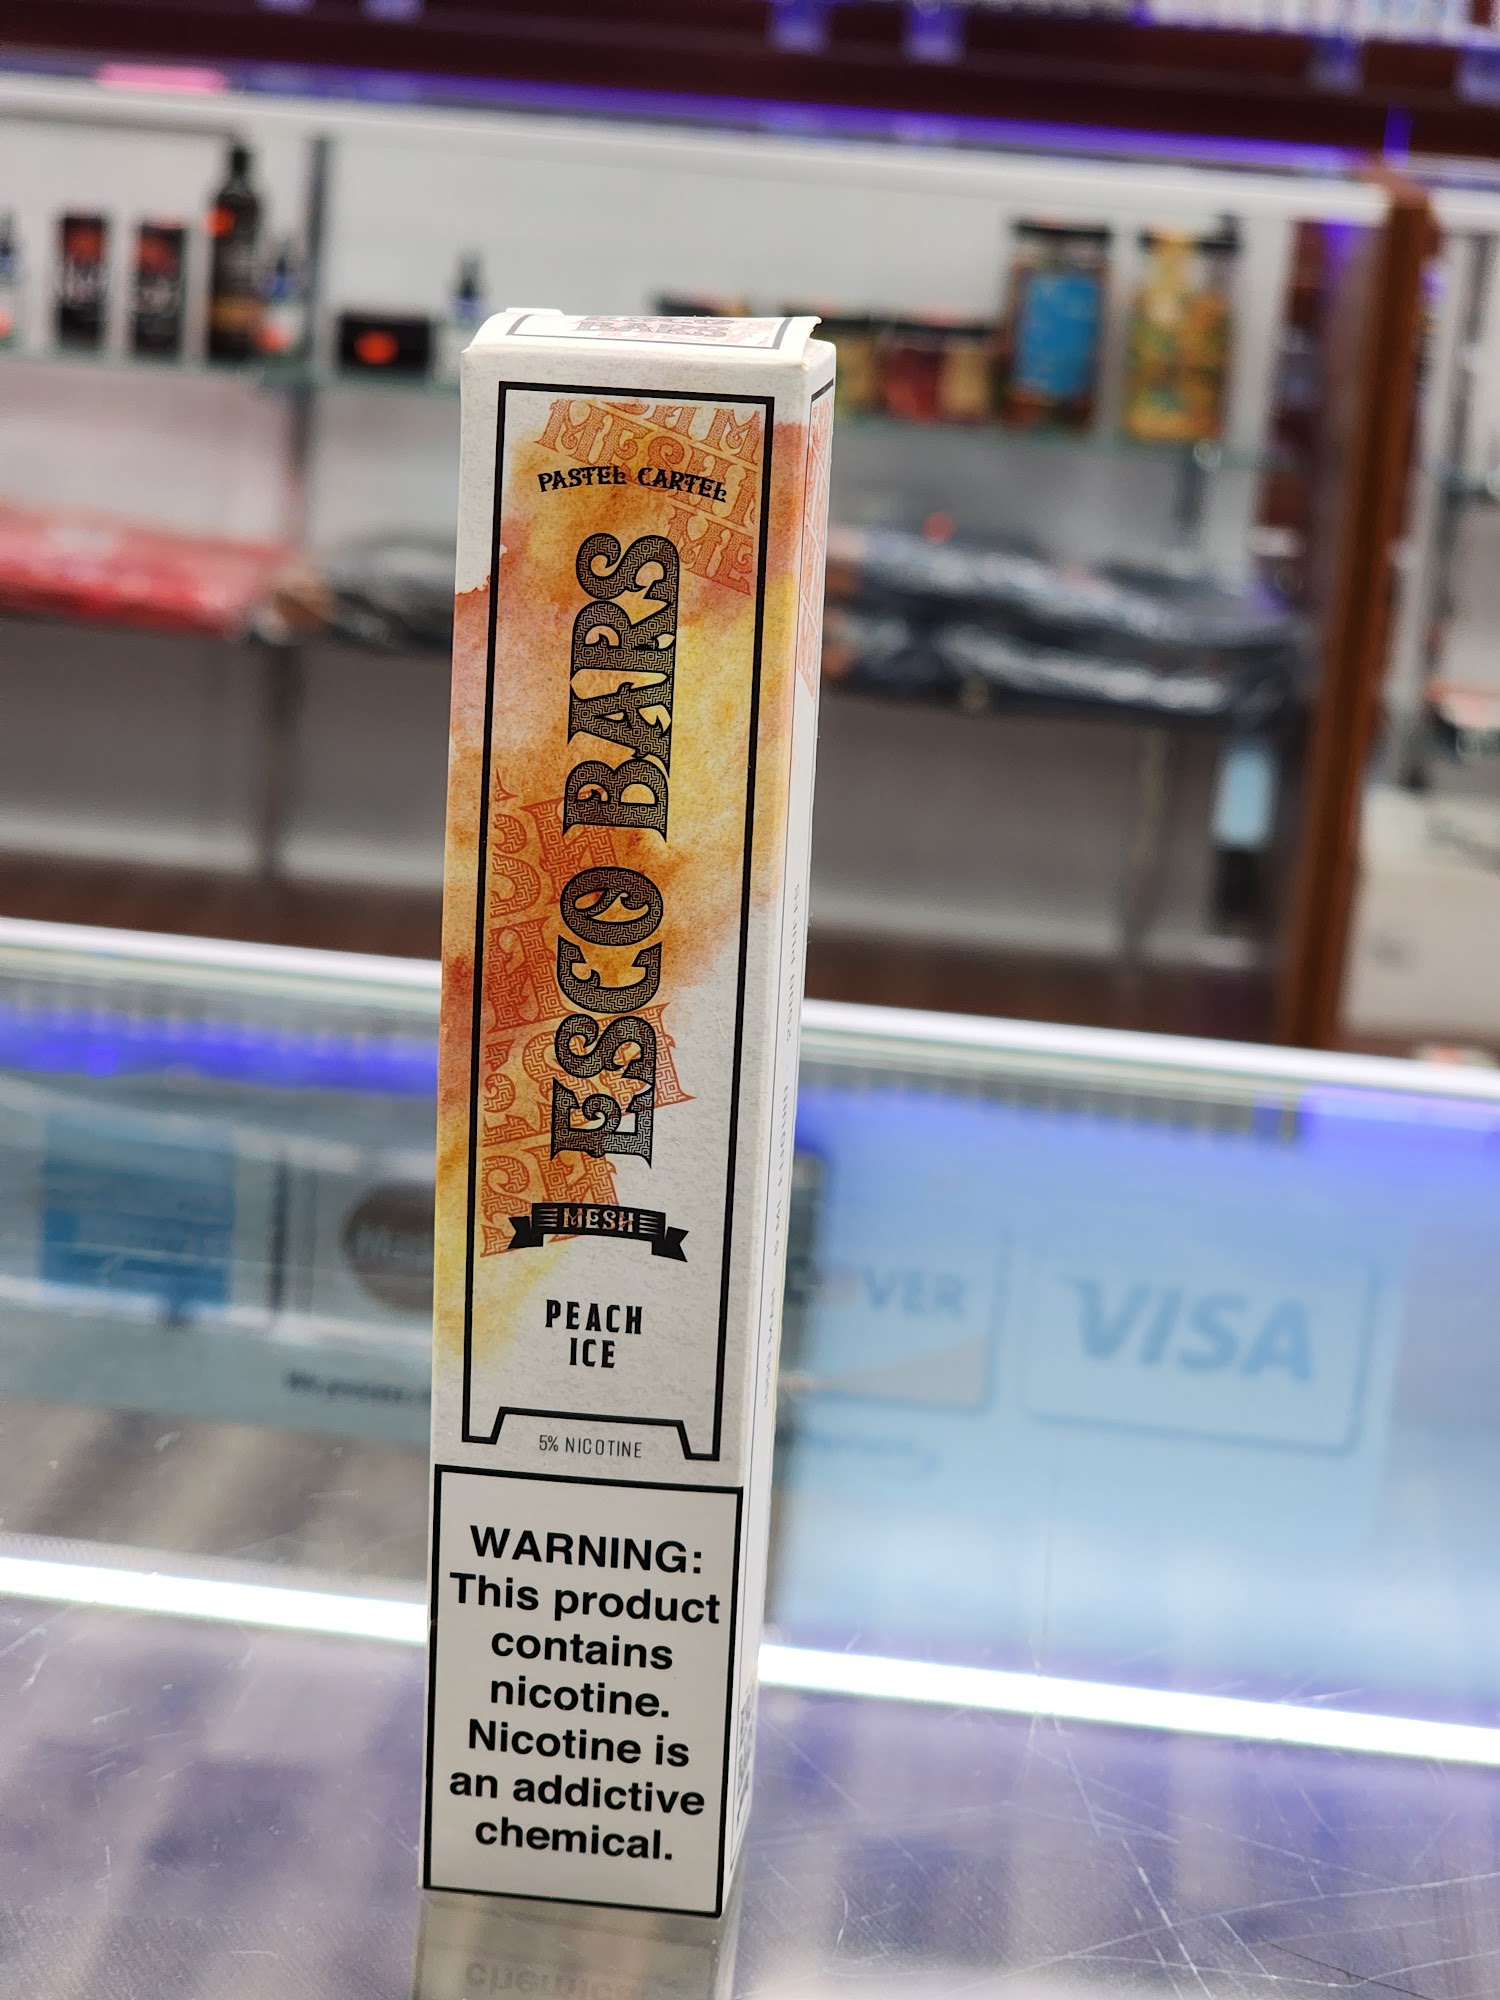 BARS
PASTEL CARTEL
ESCO BARS
MESH
PEACH
ICE
5% NICOTINE
WARNING:
This product
contains
nicotine.
Nicotine is
an addictive
chemical.
VISA